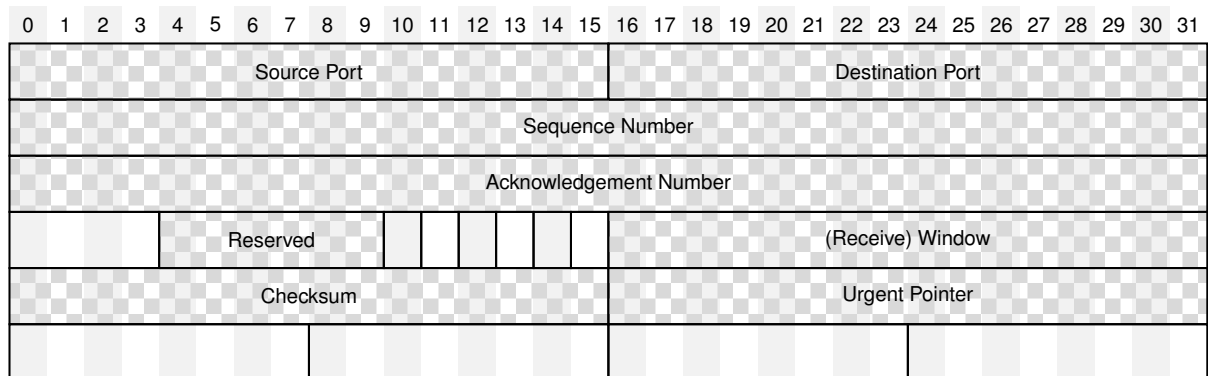 0 1 2 3 4 5 6 7 8 9 10 11 12 13 14 15 16 17 18 19 20 21 22 23 24 25 26 27 28 29 30 31
Source Port Destination Port
Sequence Number
Acknowledgement Number
Reserved (Receive) Window
Checksum Urgent Pointer